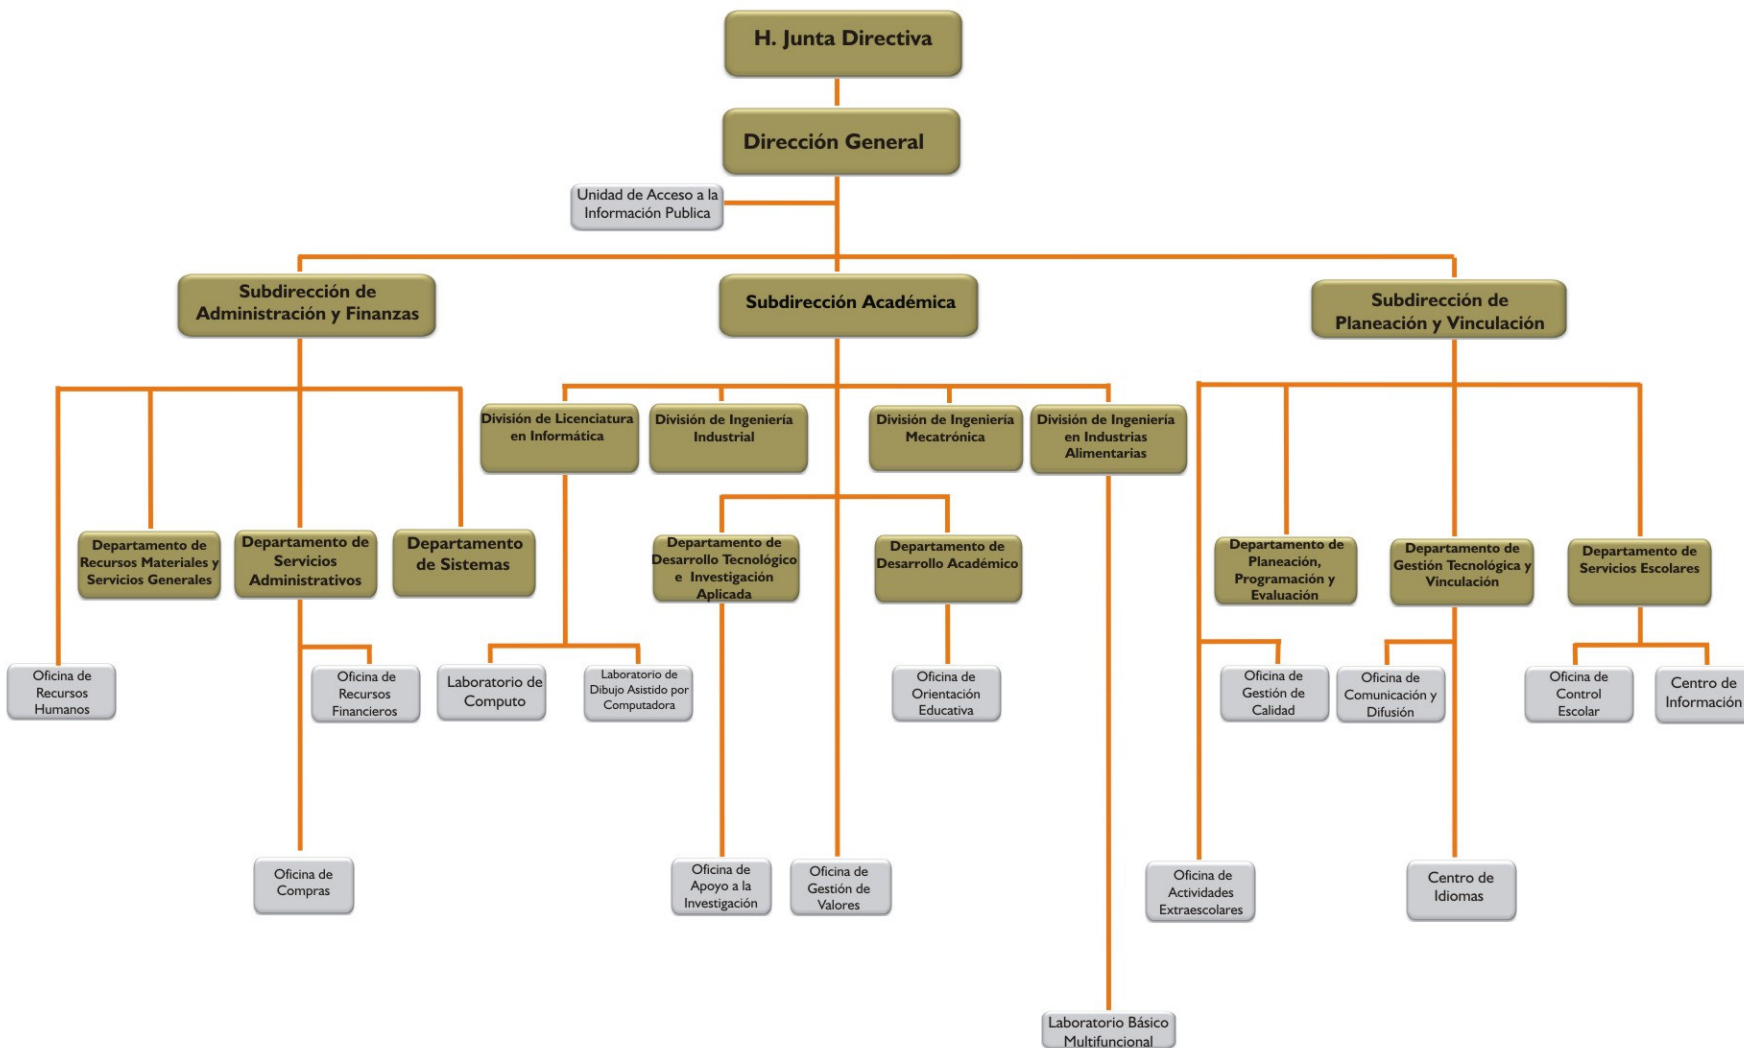 H. Junta Directiva
Dirección General
Unidad de Acceso a la
Información Publica
Subdirección de
Administración y Finanzas
Subdirección Académica
Subdirección de
Planeación y Vinculación
División de Licenciatura
en Informática
División de Ingeniería
Industrial
División de Ingeniería
Mecatrónica
División de Ingeniería
en Industrias
Alimentarias
Departamento de
Recursos Materiales y
Servicios Generales
Departamento de
Servicios
Administrativos
Departamento
de Sistemas
Departamento de
Desarrollo Tecnológico
e Investigación
Aplicada
Departamento de
Desarrollo Académico
Departamento de
Planeación,
Programación y
Evaluación
Departamento de
Gestión Tecnológica y
Vinculación
Departamento de
Servicios Escolares
Oficina de
Recursos
Humanos
Oficina de
Recursos
Financieros
Laboratorio de
Computo
Laboratorio de
Dibujo Asistido por
Computadora
Oficina de
Orientación
Educativa
Oficina de
Gestión de
Calidad
Oficina de
Comunicación y
Difusión
Oficina de
Control
Escolar
Centro de
Información
Oficina de
Compras
Oficina de
Apoyo a la
Investigación
Oficina de
Gestión de
Valores
Oficina de
Actividades
Extraescolares
Centro de
Idiomas
Laboratorio Básico
Multifuncional